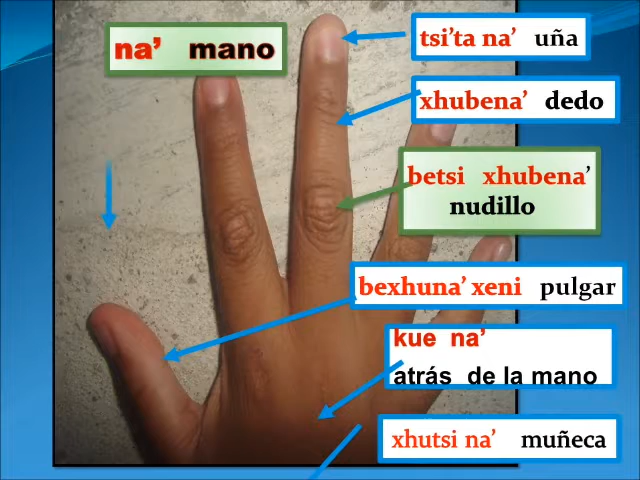 na’ mano
tsi’ta na’ uña
xhubena’ dedo
betsi xhubena’
nudillo
bexhuna’ xeni pulgar
kue na’
atrás de la mano
xhutsi na’ muñeca